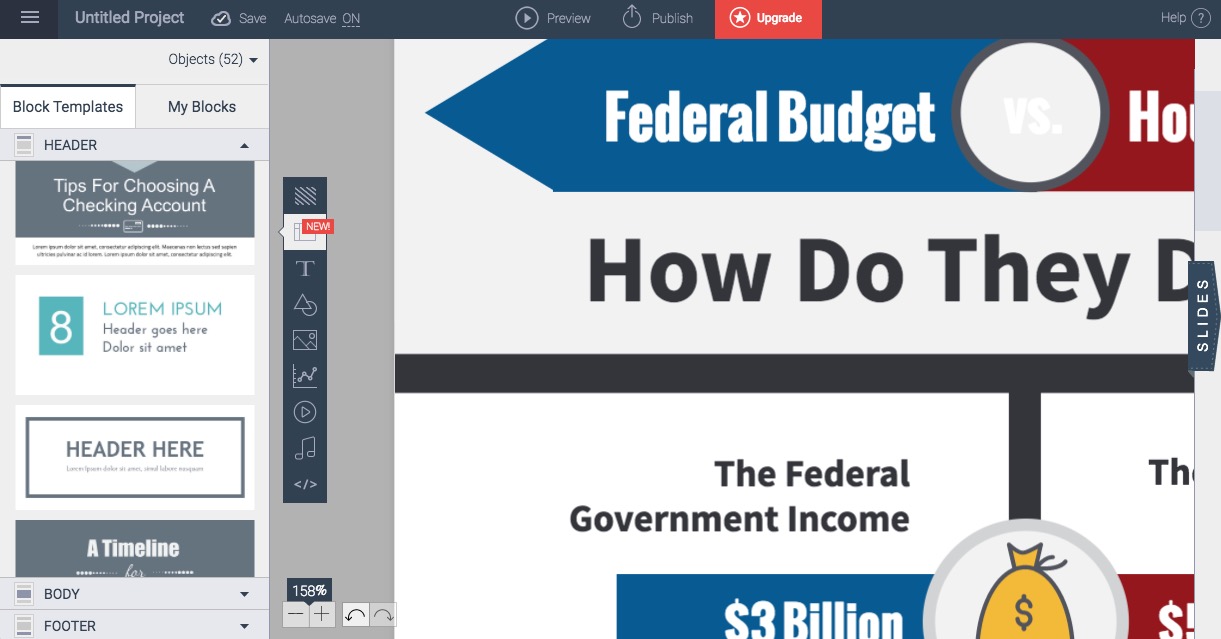 Untitled Project Save Autosave ON Preview Publish Upgrade Help ?
Objects (52)
Block Templates My Blocks
HEADER
Tips For Choosing A
Checking Account
Lorem ipsum dolor sit amet, consectetur adipiscing elit. Maecenas non lectus sed sapien
ultricies pulvinar ac id lorem. Lorem ipsum dolor sit amet, consectetur adipiscing elit.
8
LOREM IPSUM
Header goes here
Dolor sit amet
HEADER HERE
Lorem ipsum dolor sit amet, simul labore nusquam
A Timeline
for
BODY
FOOTER
NEW!
T
</>
158%
Federal Budget vs. Hou
How Do They D
SLIDES
The Federal
Government Income
The
$3 Billion
$